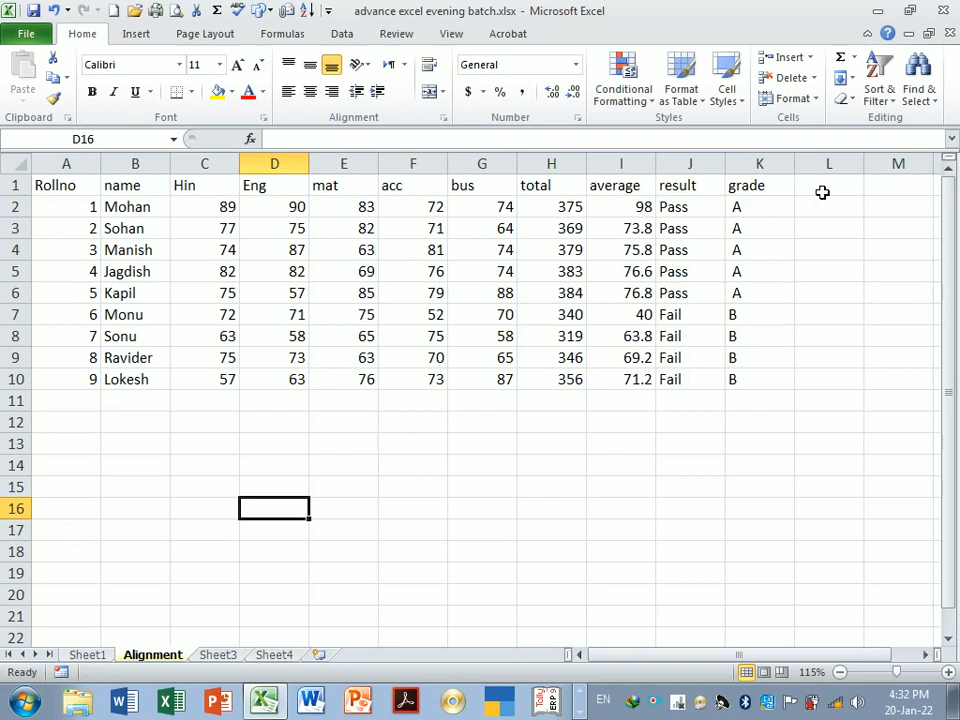 advance excel evening batch.xlsx - Microsoft Excel
File Home Insert Page Layout Formulas Data Review View Acrobat
Paste Calibri 11 General Conditional Formatting Format as Table Cell Styles Insert Delete Format Sort & Filter Find & Select
Clipboard Font Alignment Number Styles Cells Editing
D16 fx
A B C D E F G H I J K L M
1 Rollno name Hin Eng mat acc bus total average result grade
2 1 Mohan 89 90 83 72 74 375 98 Pass A
3 2 Sohan 77 75 82 71 64 369 73.8 Pass A
4 3 Manish 74 87 63 81 74 379 75.8 Pass A
5 4 Jagdish 82 82 69 76 74 383 76.6 Pass A
6 5 Kapil 75 57 85 79 88 384 76.8 Pass A
7 6 Monu 72 71 75 52 70 340 40 Fail B
8 7 Sonu 63 58 65 75 58 319 63.8 Fail B
9 8 Ravider 75 73 63 70 65 346 69.2 Fail B
10 9 Lokesh 57 63 76 73 87 356 71.2 Fail B
11
12
13
14
15
16
17
18
19
20
21
22
Sheet1 Alignment Sheet3 Sheet4
Ready 115%
EN 4:32 PM
20-Jan-22